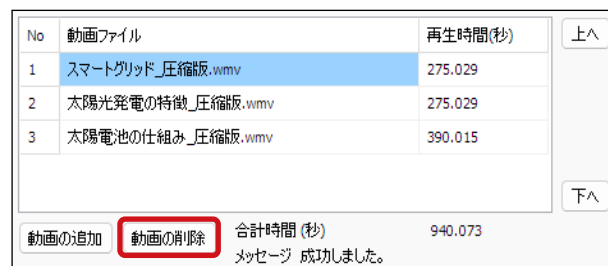 No 動画ファイル 再生時間(秒) 上へ
1 スマートグリッド_圧縮版.wmv 275.029
2 太陽光発電の特徴_圧縮版.wmv 275.029
3 太陽電池の仕組み_圧縮版.wmv 390.015
下へ
動画の追加 動画の削除 合計時間(秒) 940.073
メッセージ 成功しました。